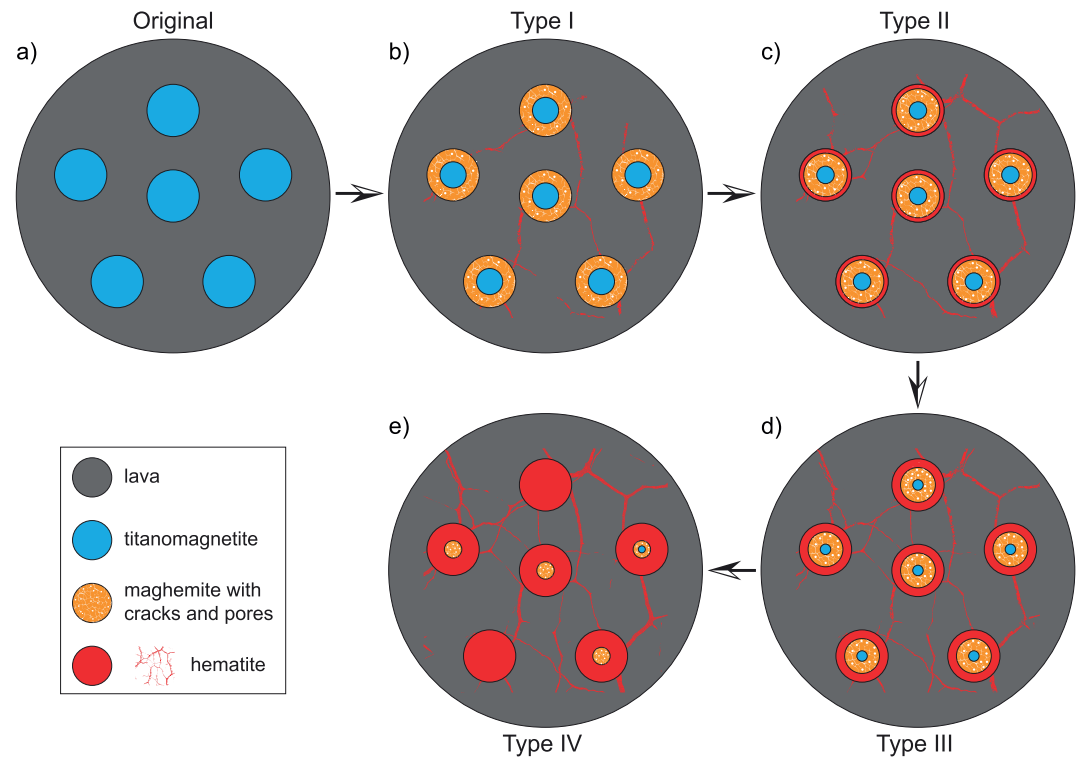 Original
Type I
Type II
a)
b)
c)
e)
d)
lava
titanomagnetite
maghemite with
cracks and pores
hematite
Type IV
Type III